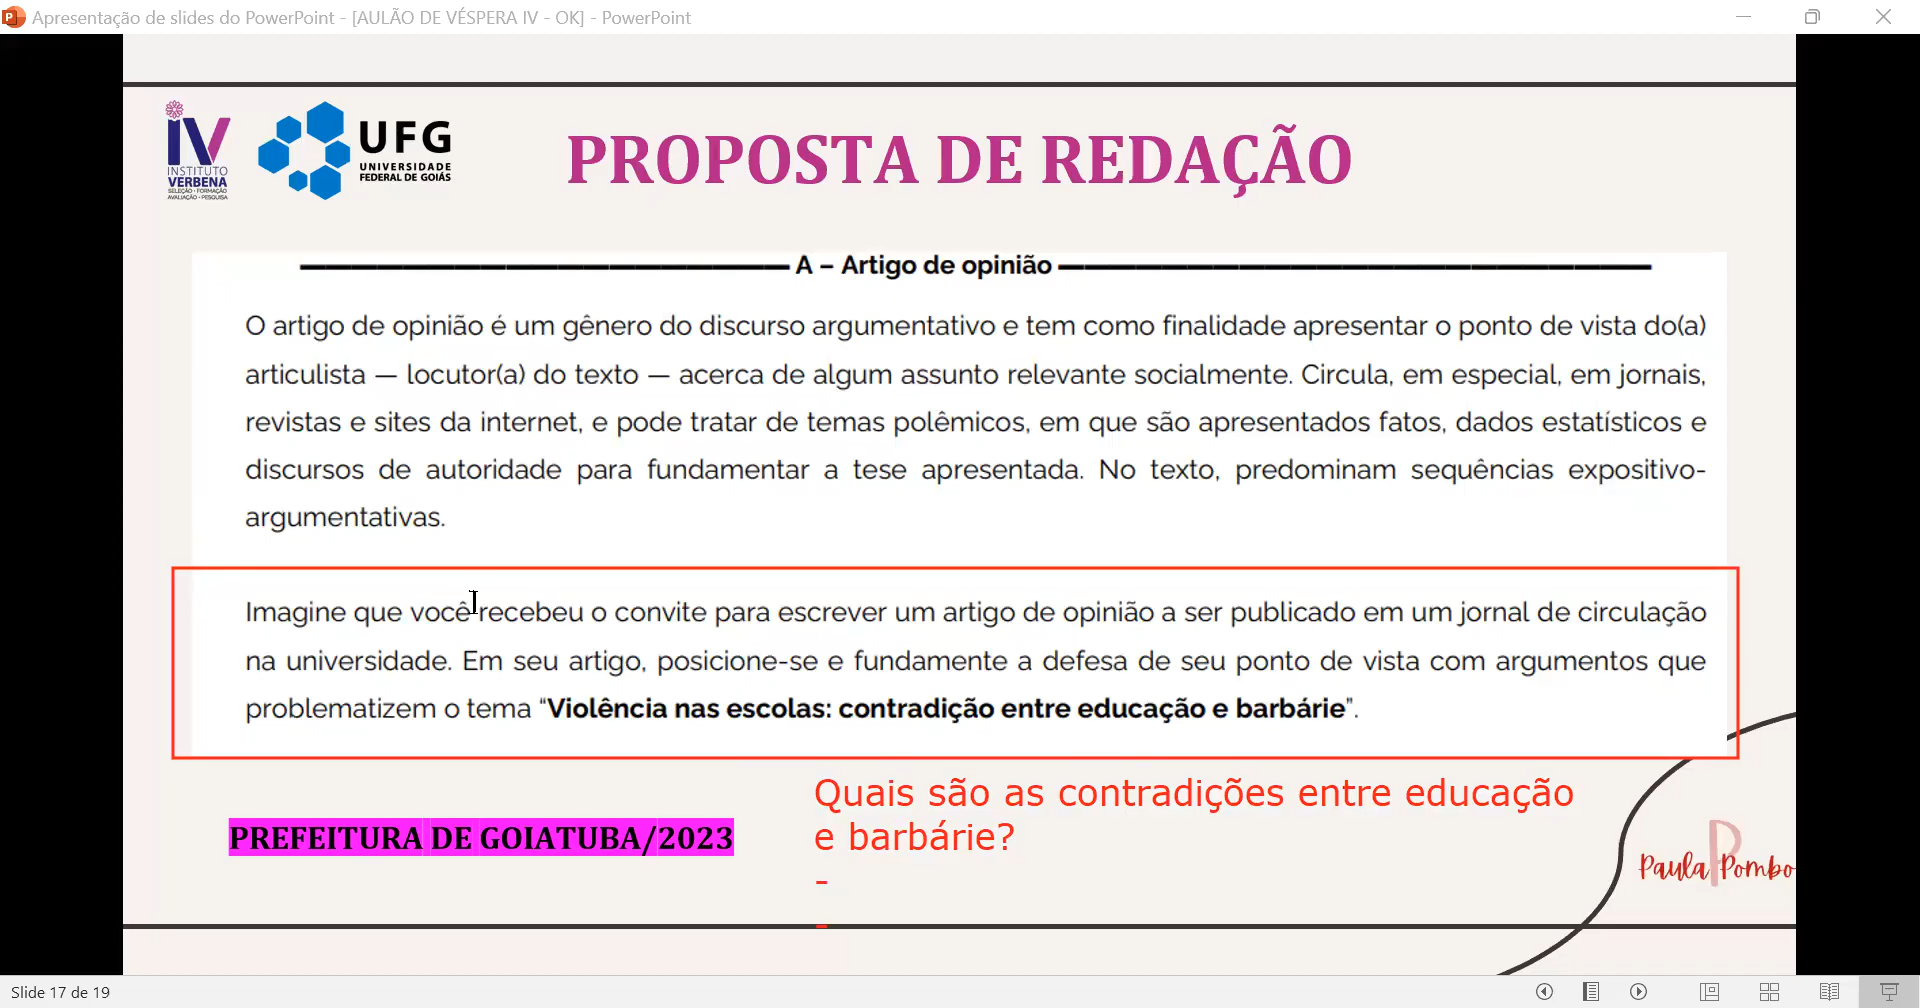 Apresentação de slides do PowerPoint - [AULÃO DE VÉSPERA IV - OK] - PowerPoint
IV
INSTITUTO
VERBENA
SELEÇÃO • FORMAÇÃO
AVALIAÇÃO • PESQUISA
UFG
UNIVERSIDADE
FEDERAL DE GOIÁS
PROPOSTA DE REDAÇÃO
A – Artigo de opinião
O artigo de opinião é um gênero do discurso argumentativo e tem como finalidade apresentar o ponto de vista do(a)
articulista — locutor(a) do texto — acerca de algum assunto relevante socialmente. Circula, em especial, em jornais,
revistas e sites da internet, e pode tratar de temas polêmicos, em que são apresentados fatos, dados estatísticos e
discursos de autoridade para fundamentar a tese apresentada. No texto, predominam sequências expositivo-
argumentativas.
Imagine que você recebeu o convite para escrever um artigo de opinião a ser publicado em um jornal de circulação
na universidade. Em seu artigo, posicione-se e fundamente a defesa de seu ponto de vista com argumentos que
problematizem o tema “Violência nas escolas: contradição entre educação e barbárie”.
Quais são as contradições entre educação
e barbárie?
-
-
PREFEITURA DE GOIATUBA/2023
P
Paula Pombo
Slide 17 de 19